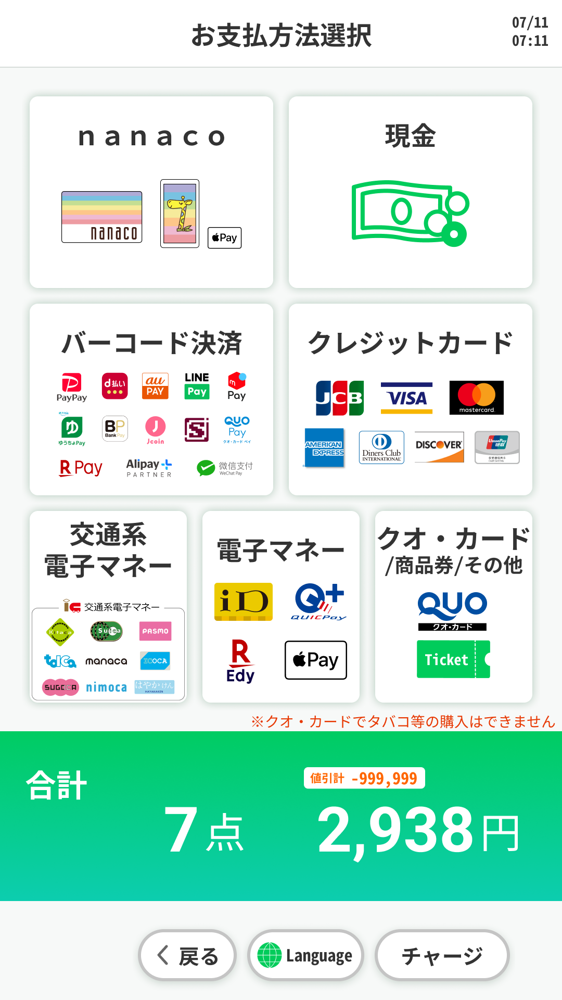 お支払方法選択
07/11
07:11
ｎａｎａｃｏ
現金
nanaco
Pay
バーコード決済
クレジットカード
PayPay
d払い
au PAY
LINE Pay
Pay
ゆうちょPay
BP Bank Pay
J Jcoin
S
QUO Pay クオ・カード ペイ
R Pay
Alipay+ PARTNER
微信支付 WeChat Pay
JCB
VISA
mastercard
AMERICAN EXPRESS
Diners Club INTERNATIONAL
DISCOVER
UnionPay 银联
交通系
電子マネー
電子マネー
クオ・カード
/商品券/その他
交通系電子マネー
Kitaca
Suica
PASMO
toica
manaca
ICOCA
SUGOCA
nimoca
はやかけん HAYAKAKEN
iD
QUICPay
R Edy
Pay
QUO
クオ・カード
Ticket
※クオ・カードでタバコ等の購入はできません
合計
値引計 -999,999
7点
2,938円
戻る
Language
チャージ